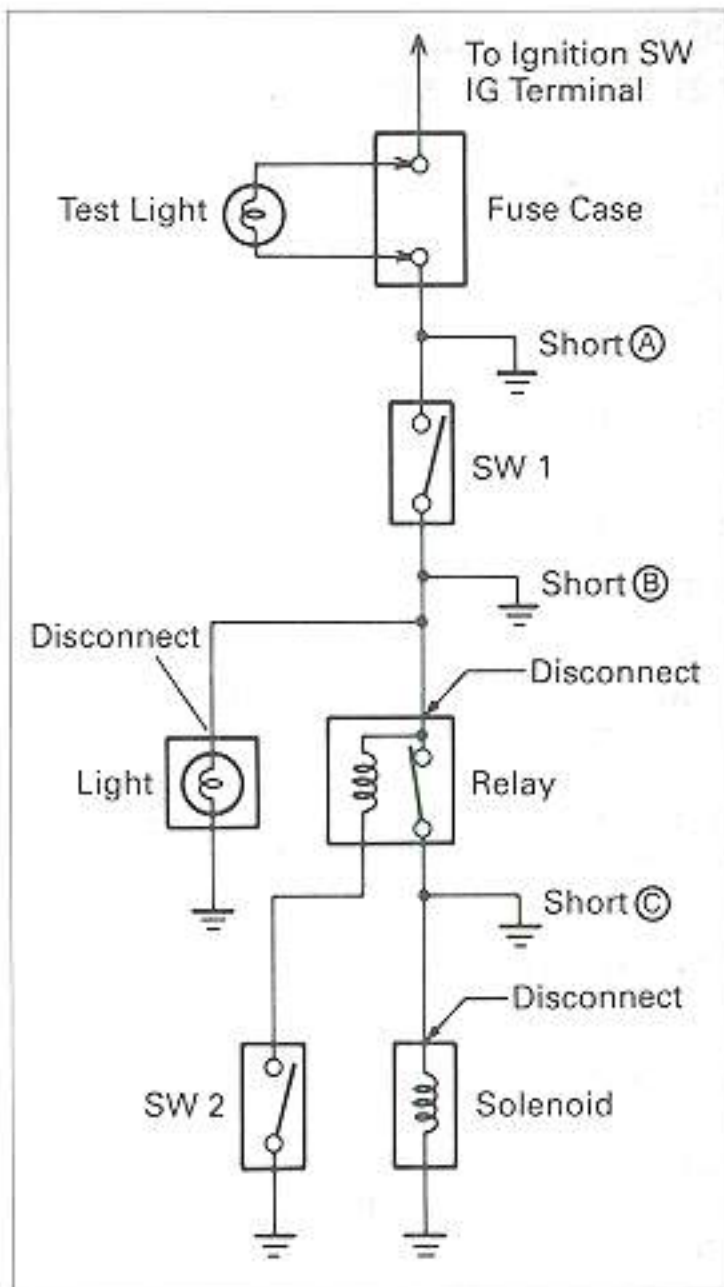 To Ignition SW
IG Terminal
Test Light
Fuse Case
Short Ⓐ
SW 1
Short Ⓑ
Disconnect
Disconnect
Light
Relay
Short Ⓒ
Disconnect
SW 2
Solenoid